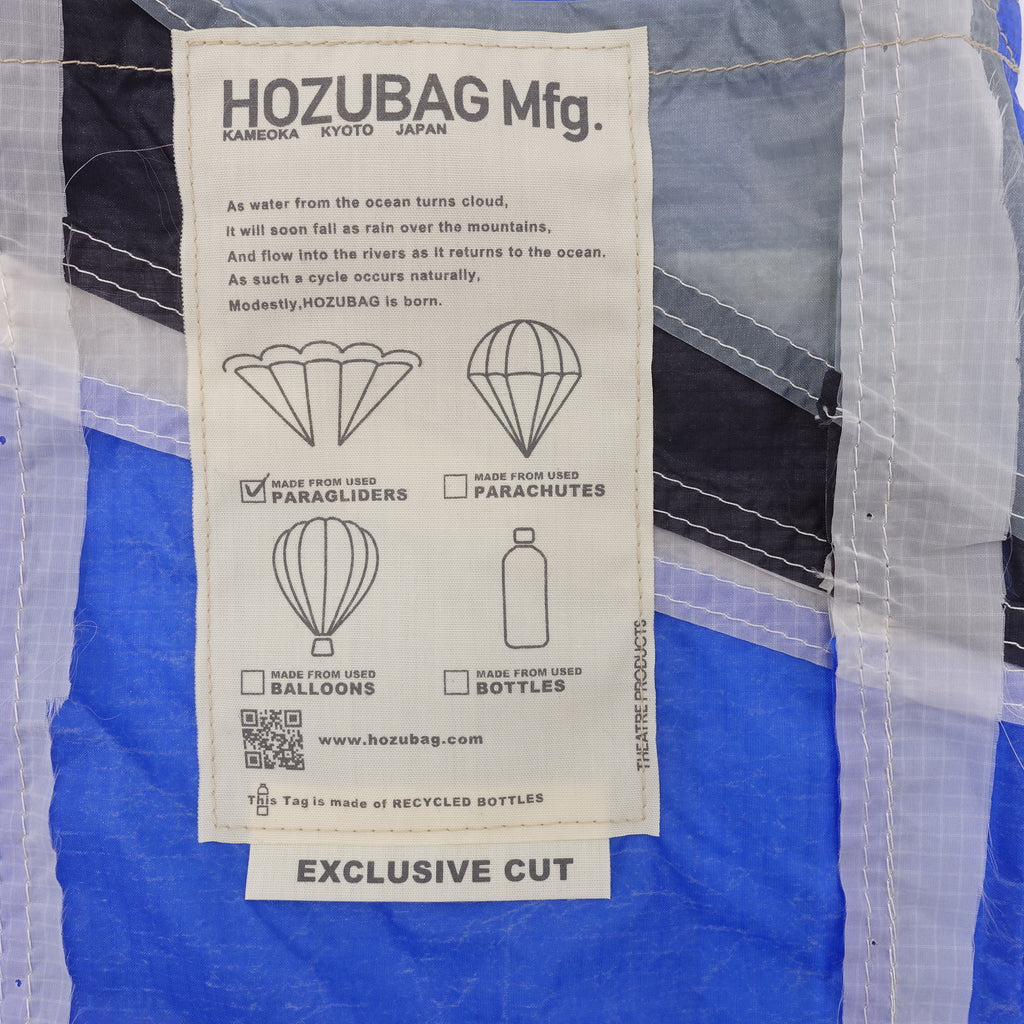 HOZUBAG Mfg.
KAMEOKA KYOTO JAPAN
As water from the ocean turns cloud,
It will soon fall as rain over the mountains,
And flow into the rivers as it returns to the ocean.
As such a cycle occurs naturally,
Modestly,HOZUBAG is born.
MADE FROM USED
PARAGLIDERS
MADE FROM USED
PARACHUTES
MADE FROM USED
BALLOONS
MADE FROM USED
BOTTLES
THEATRE PRODUCTS
www.hozubag.com
This Tag is made of RECYCLED BOTTLES
EXCLUSIVE CUT